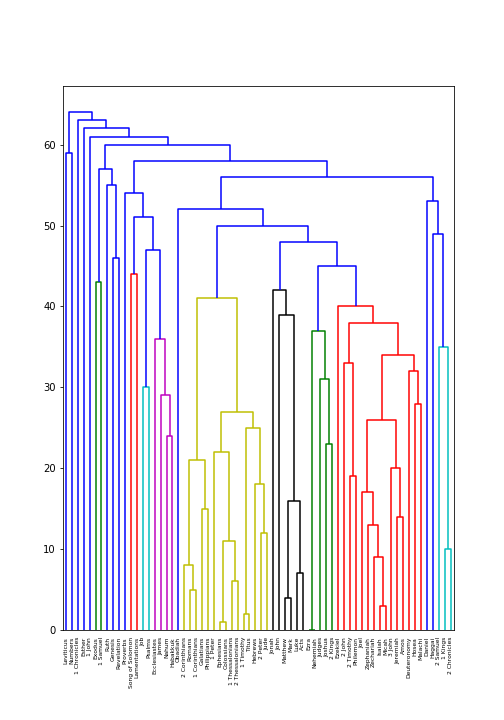 60
50
40
30
20
10
0
Leviticus
Numbers
1 Chronicles
Esther
1 John
Exodus
1 Samuel
Ruth
Genesis
Revelation
Proverbs
Song of Solomon
Lamentations
Job
Psalms
Ecclesiastes
James
Nahum
Habakkuk
Obadiah
2 Corinthians
Romans
1 Corinthians
Galatians
Philippians
1 Peter
Ephesians
Colossians
1 Thessalonians
2 Thessalonians
1 Timothy
Titus
Hebrews
2 Peter
Jude
Jonah
John
Matthew
Mark
Luke
Acts
Ezra
Nehemiah
Judges
Joshua
2 Kings
Ezekiel
2 John
2 Timothy
Philemon
Joel
Zephaniah
Zechariah
Isaiah
Micah
3 John
Jeremiah
Amos
Deuteronomy
Hosea
Malachi
Daniel
Haggai
2 Samuel
1 Kings
2 Chronicles